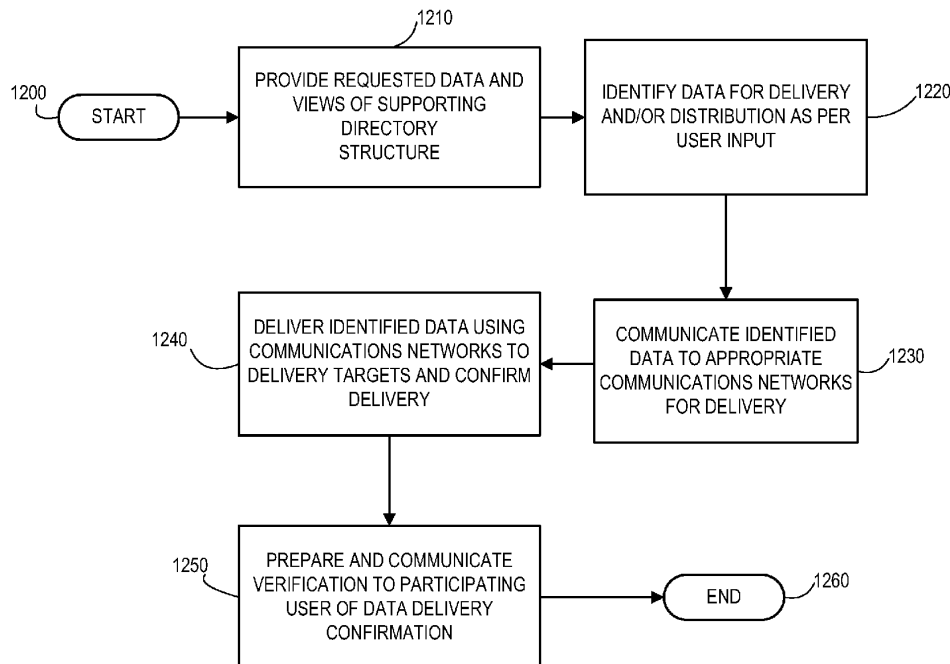 1200
START
1210
PROVIDE REQUESTED DATA AND
VIEWS OF SUPPORTING
DIRECTORY
STRUCTURE
IDENTIFY DATA FOR DELIVERY
AND/OR DISTRIBUTION AS PER
USER INPUT
1220
COMMUNICATE IDENTIFIED
DATA TO APPROPRIATE
COMMUNICATIONS NETWORKS
FOR DELIVERY
1230
1240
DELIVER IDENTIFIED DATA USING
COMMUNICATIONS NETWORKS TO
DELIVERY TARGETS AND CONFIRM
DELIVERY
1250
PREPARE AND COMMUNICATE
VERIFICATION TO PARTICIPATING
USER OF DATA DELIVERY
CONFIRMATION
END
1260